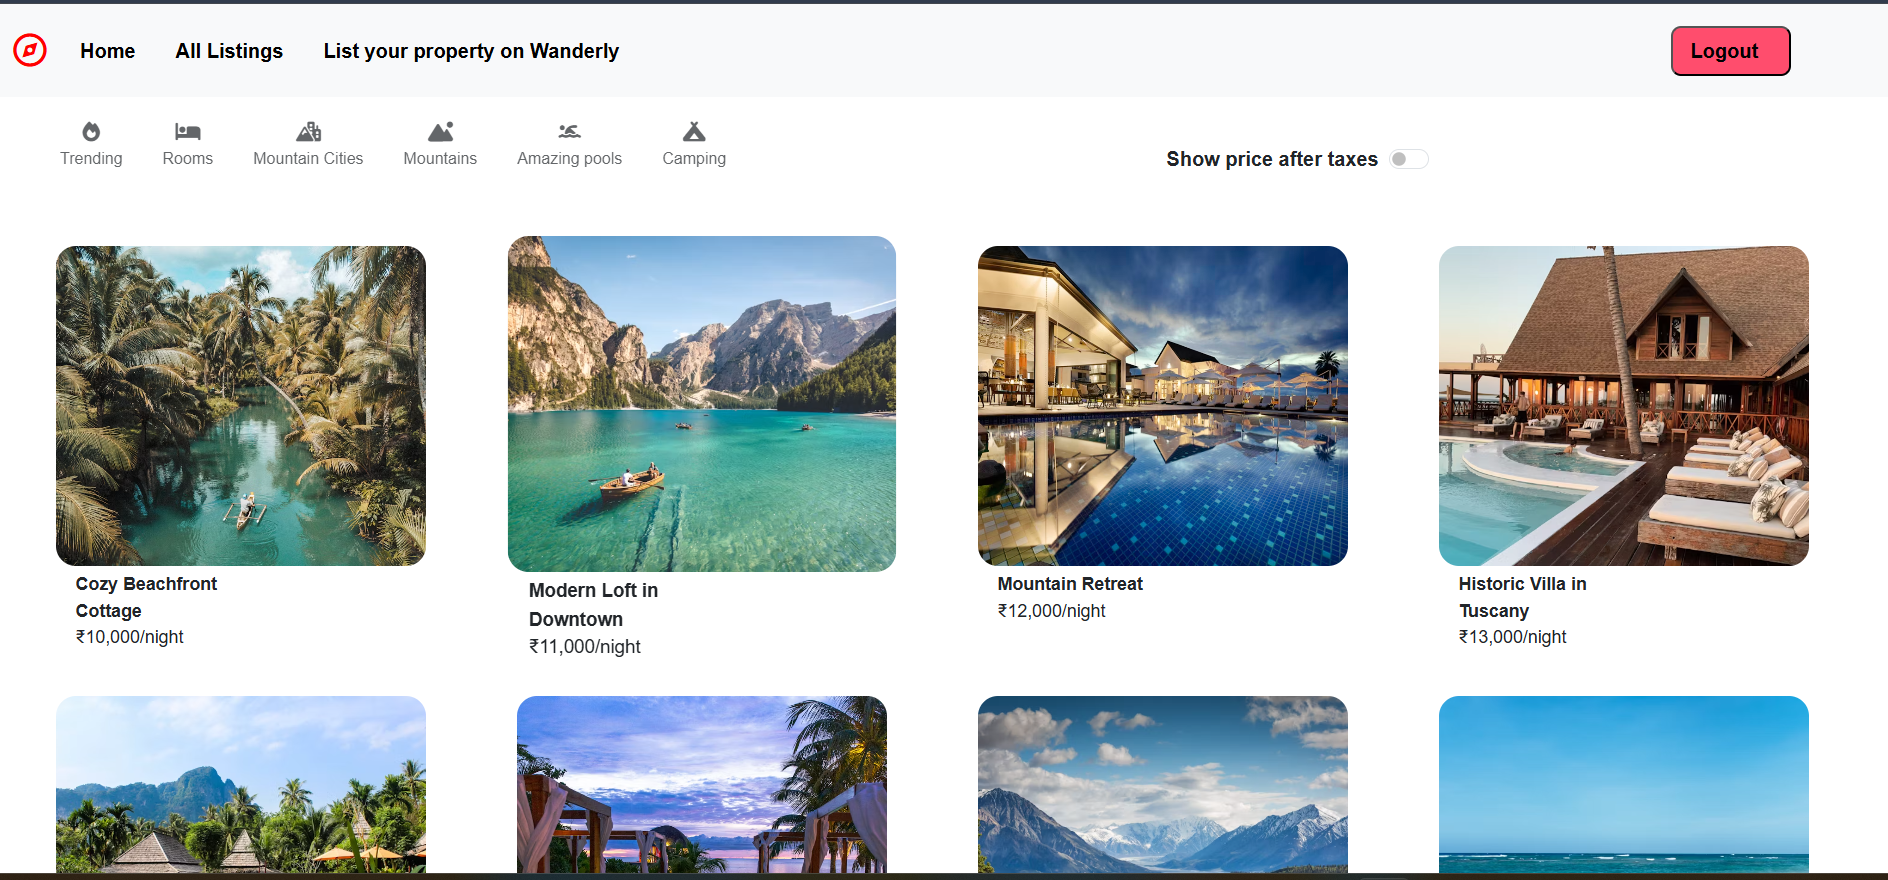 Home
All Listings
List your property on Wanderly
Logout
Trending
Rooms
Mountain Cities
Mountains
Amazing pools
Camping
Show price after taxes
Cozy Beachfront
Cottage
₹10,000/night
Modern Loft in
Downtown
₹11,000/night
Mountain Retreat
₹12,000/night
Historic Villa in
Tuscany
₹13,000/night